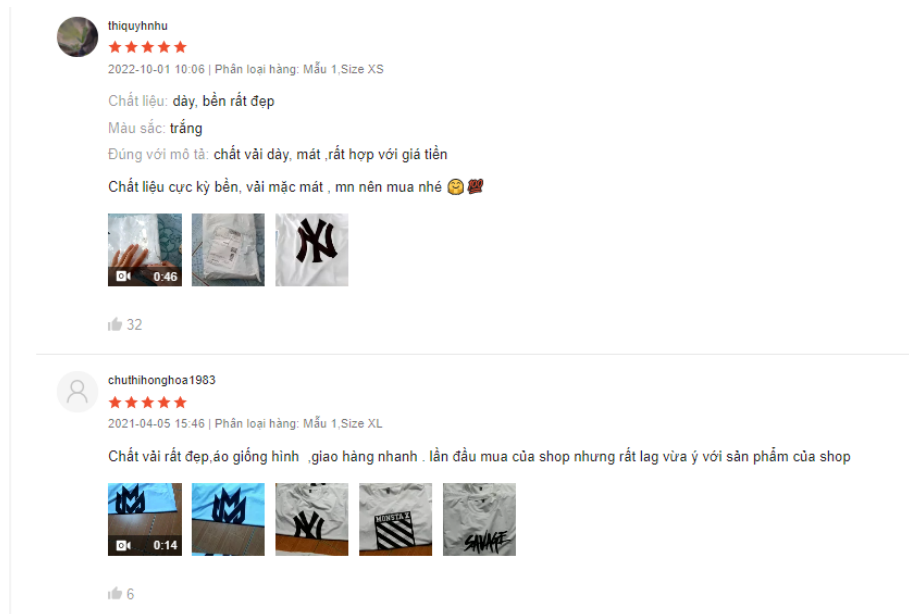 thiquyhnhu
2022-10-01 10:06 | Phân loại hàng: Mẫu 1,Size XS
Chất liệu: dày, bền rất đẹp
Màu sắc: trắng
Đúng với mô tả: chất vải dày, mát ,rất hợp với giá tiền
Chất liệu cực kỳ bền, vải mặc mát , mn nên mua nhé 🤗 💯
0:46
NY
32
chuthihonghoa1983
2021-04-05 15:46 | Phân loại hàng: Mẫu 1,Size XL
Chất vải rất đẹp,áo giống hình ,giao hàng nhanh . lần đầu mua của shop nhưng rất lag vừa ý với sản phẩm của shop
0:14
NY
MONSTA X
SAVAGE
6